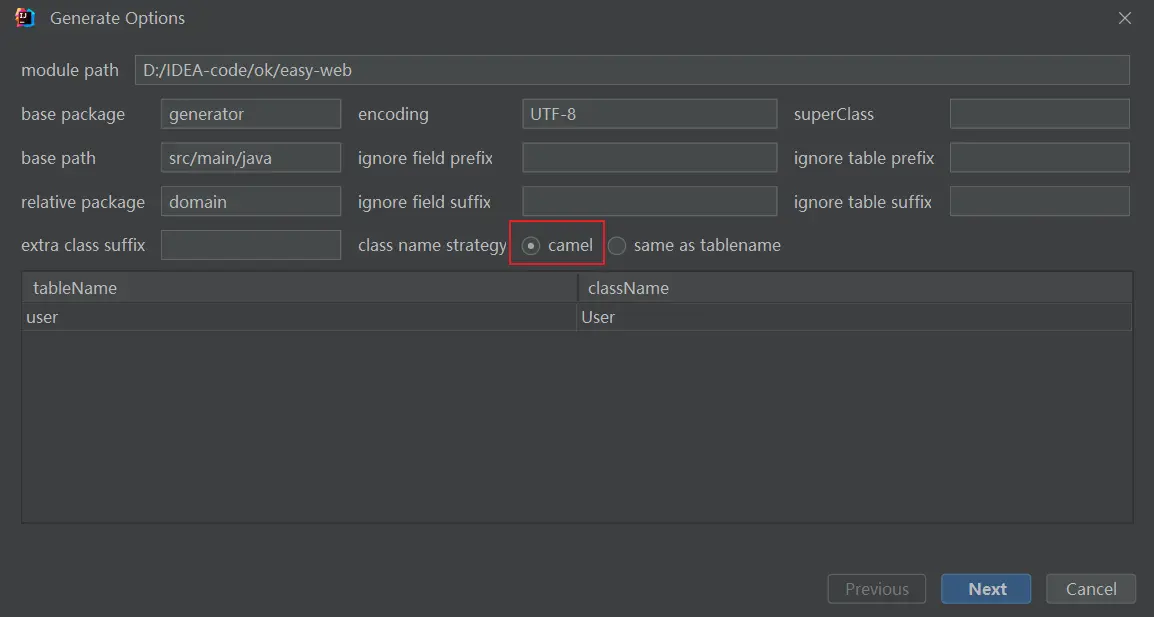 Generate Options
module path D:/IDEA-code/ok/easy-web
base package generator encoding UTF-8 superClass
base path src/main/java ignore field prefix ignore table prefix
relative package domain ignore field suffix ignore table suffix
extra class suffix class name strategy camel same as tablename
tableName className
user User
Previous Next Cancel